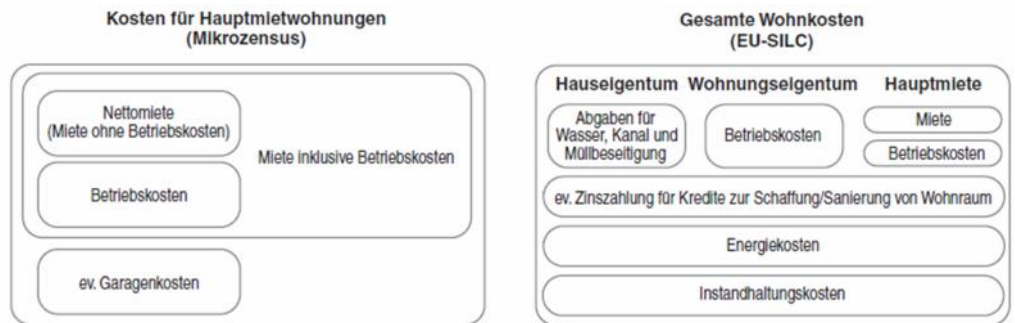 Kosten für Hauptmietwohnungen
(Mikrozensus)
Nettomiete
(Miete ohne Betriebskosten)
Miete inklusive Betriebskosten
Betriebskosten
ev. Garagenkosten
Gesamte Wohnkosten
(EU-SILC)
Hauseigentum Wohnungseigentum Hauptmiete
Abgaben für
Wasser, Kanal und
Müllbeseitigung
Betriebskosten
Miete
Betriebskosten
ev. Zinszahlung für Kredite zur Schaffung/Sanierung von Wohnraum
Energiekosten
Instandhaltungskosten